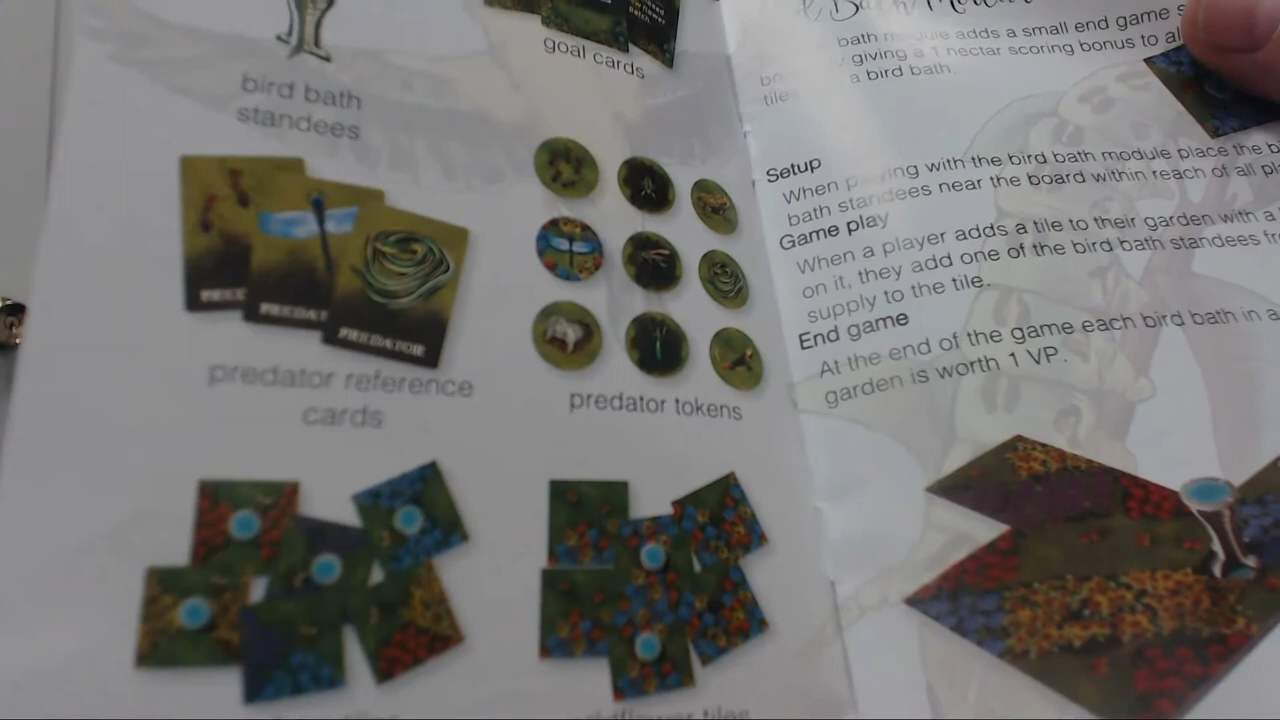 goal cards
bird bath
standees
PREDATOR
predator reference
cards
predator tokens
wildflower tiles
Bath
bath module adds a small end game
giving a 1 nectar scoring bonus to
a bird bath.
tile
Setup
When playing with the bird bath module place the
bath standees near the board within reach of all
Game play
When a player adds a tile to their garden with a
on it, they add one of the bird bath standees
supply to the tile.
End game
At the end of the game each bird bath in a
garden is worth 1 VP.